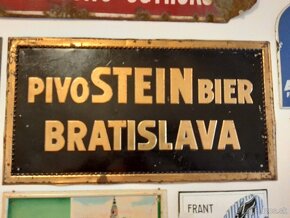 PIVO STEIN BIER
BRATISLAVA
FRANT